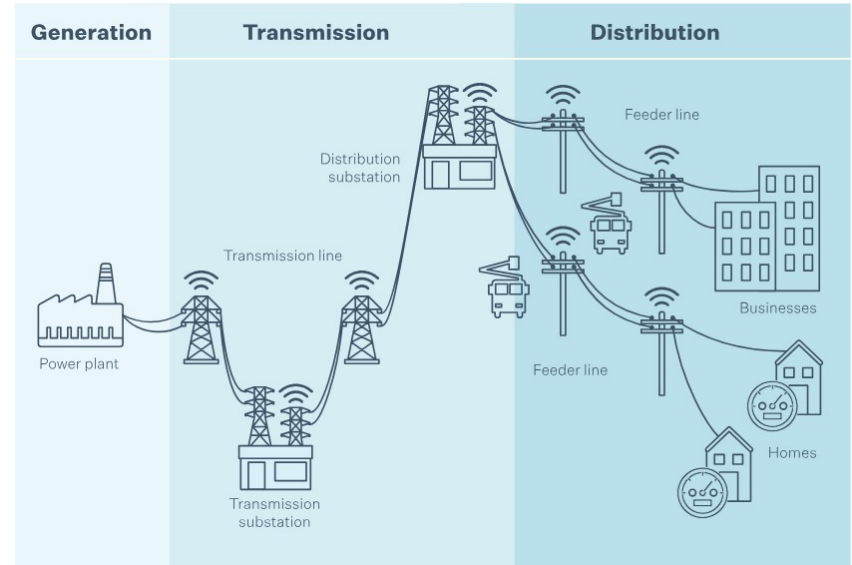 Generation
Transmission
Distribution
Feeder line
Distribution
substation
Transmission line
Businesses
Power plant
Feeder line
Homes
Transmission
substation